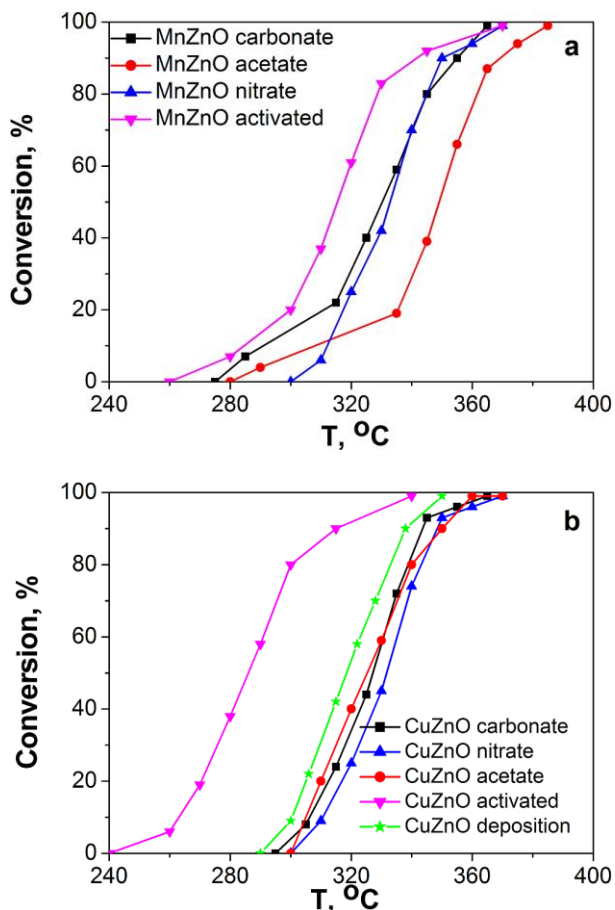 100
80
60
40
20
0
Conversion, %
MnZnO carbonate
MnZnO acetate
MnZnO nitrate
MnZnO activated
a
240 280 320 360 400
T, ºC
100
80
60
40
20
0
Conversion, %
b
CuZnO carbonate
CuZnO nitrate
CuZnO acetate
CuZnO activated
CuZnO deposition
240 280 320 360 400
T, ºC